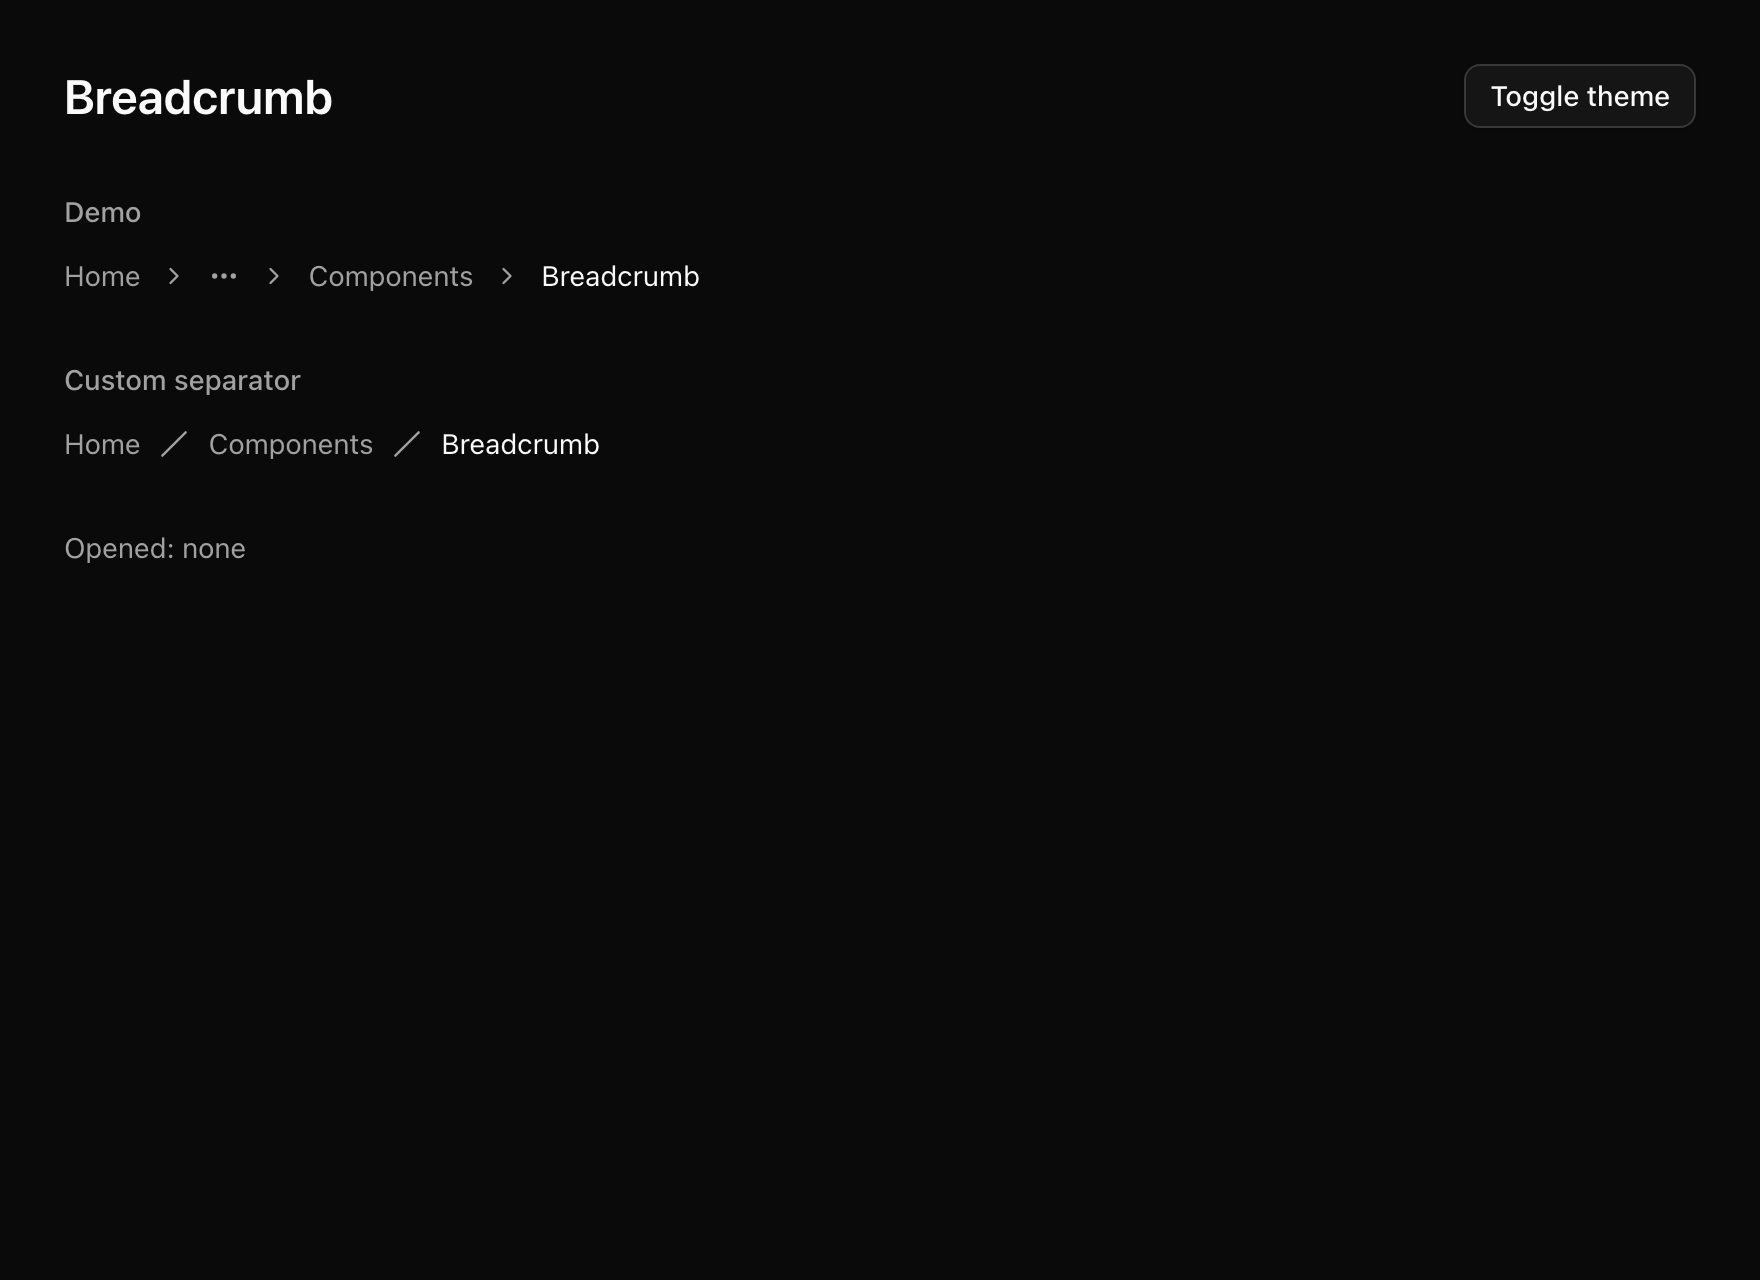 Breadcrumb
Toggle theme
Demo
Home > ••• > Components > Breadcrumb
Custom separator
Home / Components / Breadcrumb
Opened: none